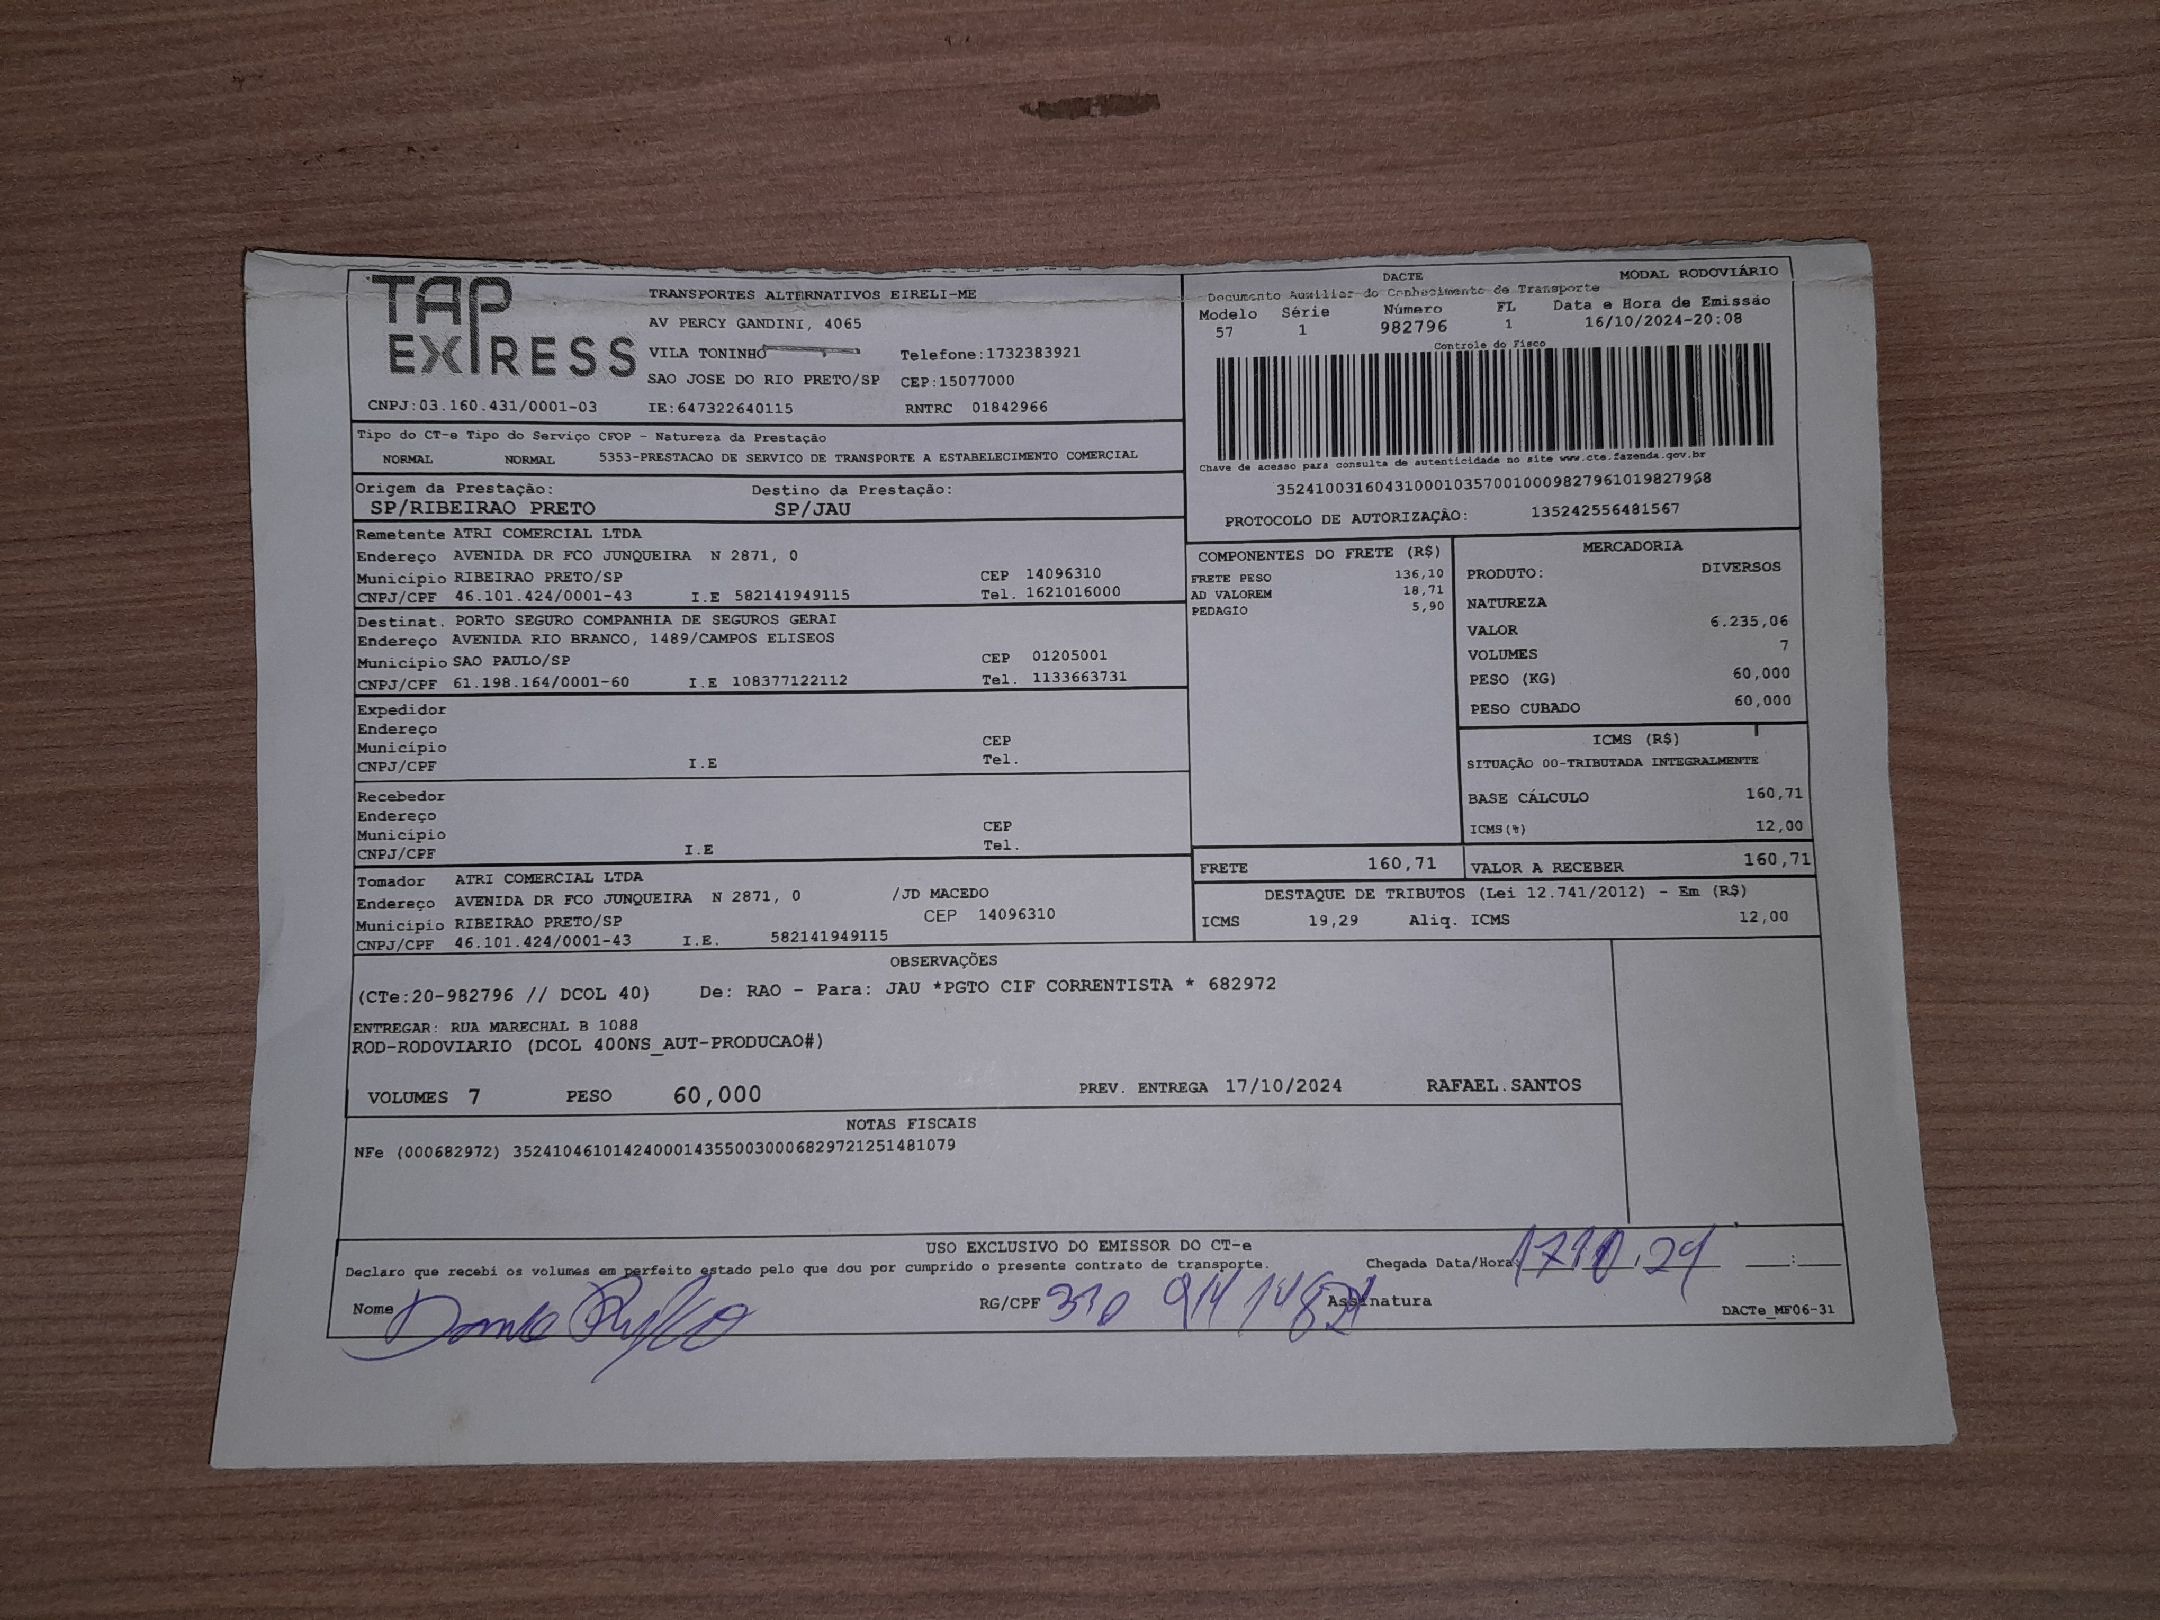 TAP
EXPRESS
TRANSPORTES ALTERNATIVOS EIRELI-ME
AV PERCY GANDINI, 4065
VILA TONINHO Telefone:1732383921
SAO JOSE DO RIO PRETO/SP CEP:15077000
CNPJ:03.160.431/0001-03 IE:647322640115 RNTRC 01842966
DACTE MODAL RODOVIÁRIO
Documento Auxiliar do Conhecimento de Transporte
Modelo Série Número FL Data e Hora de Emissão
57 1 982796 1 16/10/2024-20:08
Controle do Fisco
Chave de acesso para consulta de autenticidade no site www.cte.fazenda.gov.br
35241003160431000103570010009827961019827968
PROTOCOLO DE AUTORIZAÇÃO: 135242556481567
Tipo do CT-e Tipo do Serviço CFOP - Natureza da Prestação
NORMAL NORMAL 5353-PRESTACAO DE SERVICO DE TRANSPORTE A ESTABELECIMENTO COMERCIAL
Origem da Prestação: Destino da Prestação:
SP/RIBEIRAO PRETO SP/JAU
Remetente ATRI COMERCIAL LTDA
Endereço AVENIDA DR FCO JUNQUEIRA N 2871, 0
Município RIBEIRAO PRETO/SP CEP 14096310
CNPJ/CPF 46.101.424/0001-43 I.E 582141949115 Tel. 1621016000
Destinat. PORTO SEGURO COMPANHIA DE SEGUROS GERAI
Endereço AVENIDA RIO BRANCO, 1489/CAMPOS ELISEOS
Município SAO PAULO/SP CEP 01205001
CNPJ/CPF 61.198.164/0001-60 I.E 108377122112 Tel. 1133663731
Expedidor
Endereço
Município CEP
CNPJ/CPF I.E Tel.
Recebedor
Endereço
Município CEP
CNPJ/CPF I.E Tel.
Tomador ATRI COMERCIAL LTDA
Endereço AVENIDA DR FCO JUNQUEIRA N 2871, 0 /JD MACEDO
Município RIBEIRAO PRETO/SP CEP 14096310
CNPJ/CPF 46.101.424/0001-43 I.E. 582141949115
COMPONENTES DO FRETE (R$)
FRETE PESO 136,10
AD VALOREM 18,71
PEDAGIO 5,90
MERCADORIA
PRODUTO: DIVERSOS
NATUREZA
VALOR 6.235,06
VOLUMES 7
PESO (KG) 60,000
PESO CUBADO 60,000
ICMS (R$)
SITUAÇÃO 00-TRIBUTADA INTEGRALMENTE
BASE CÁLCULO 160,71
ICMS(%) 12,00
FRETE 160,71 VALOR A RECEBER 160,71
DESTAQUE DE TRIBUTOS (Lei 12.741/2012) - Em (R$)
ICMS 19,29 Aliq. ICMS 12,00
OBSERVAÇÕES
(CTe:20-982796 // DCOL 40) De: RAO - Para: JAU *PGTO CIF CORRENTISTA * 682972
ENTREGAR: RUA MARECHAL B 1088
ROD-RODOVIARIO (DCOL 400NS_AUT-PRODUCAO#)
VOLUMES 7 PESO 60,000 PREV. ENTREGA 17/10/2024 RAFAEL.SANTOS
NOTAS FISCAIS
NFe (000682972) 35241046101424000143550030006829721251481079
USO EXCLUSIVO DO EMISSOR DO CT-e
Declaro que recebi os volumes em perfeito estado pelo que dou por cumprido o presente contrato de transporte. Chegada Data/Hora: 17 10 24 __:__
Nome RG/CPF Assinatura DACTe_MF06-31